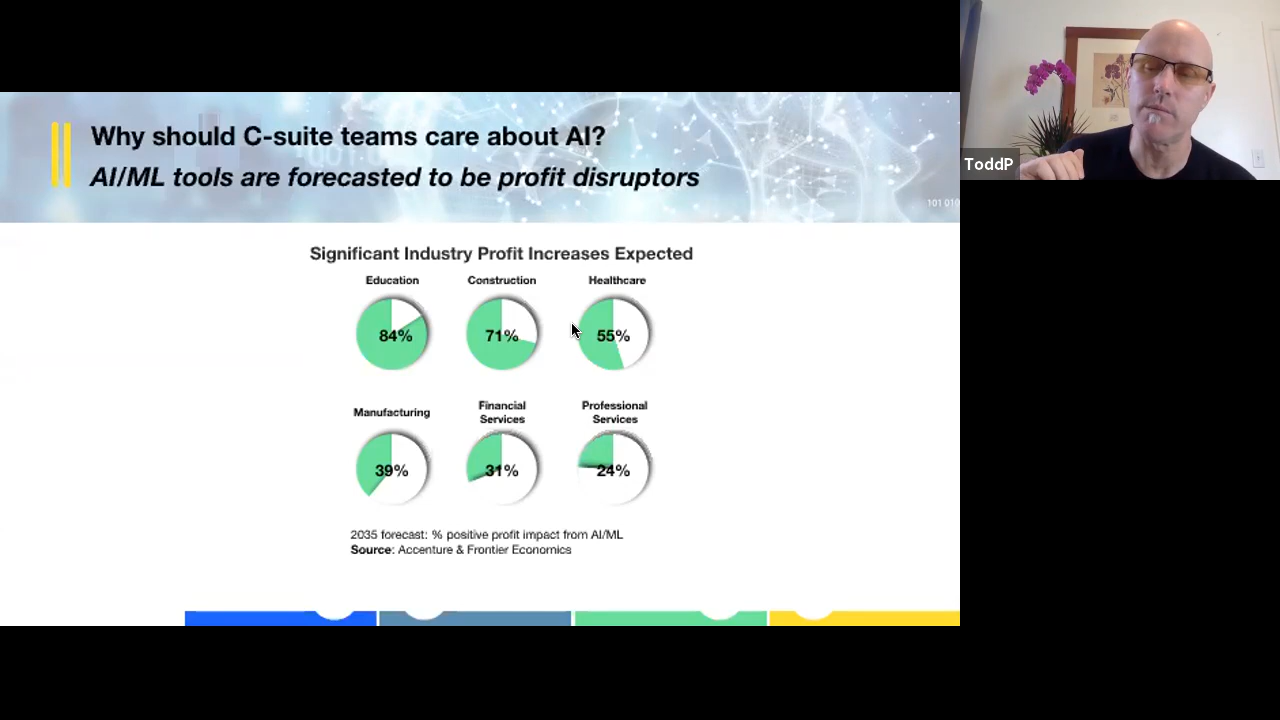 Why should C-suite teams care about AI?
AI/ML tools are forecasted to be profit disruptors
101 010
ToddP
Significant Industry Profit Increases Expected
Education
Construction
Healthcare
84%
71%
55%
Manufacturing
Financial
Services
Professional
Services
39%
31%
24%
2035 forecast: % positive profit impact from AI/ML
Source: Accenture & Frontier Economics